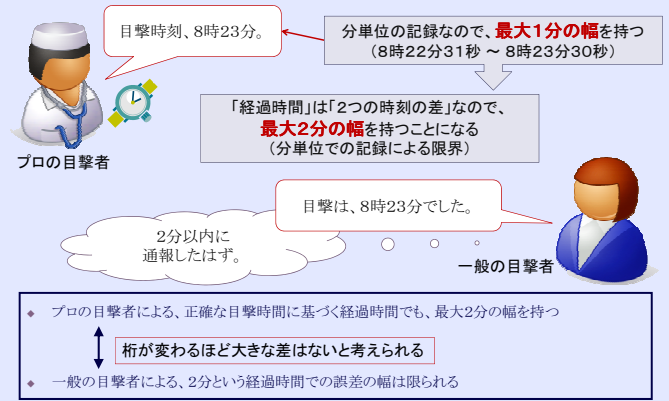 目撃時刻、8時23分。
分単位の記録なので、最大1分の幅を持つ
(8時22分31秒 ~ 8時23分30秒)
「経過時間」は「2つの時刻の差」なので、
最大2分の幅を持つことになる
(分単位での記録による限界)
プロの目撃者
目撃は、8時23分でした。
2分以内に
通報したはず。
一般の目撃者
◆ プロの目撃者による、正確な目撃時間に基づく経過時間でも、最大2分の幅を持つ
桁が変わるほど大きな差はないと考えられる
◆ 一般の目撃者による、2分という経過時間での誤差の幅は限られる